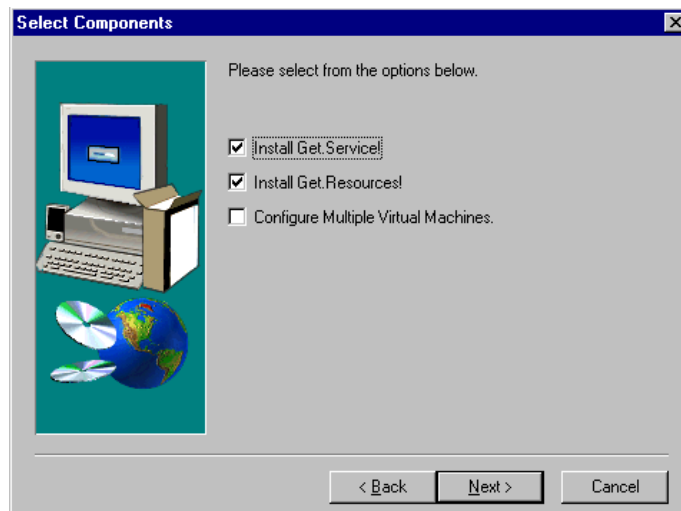 Select Components
Please select from the options below.
Install Get.Service!
Install Get.Resources!
Configure Multiple Virtual Machines.
< Back
Next >
Cancel